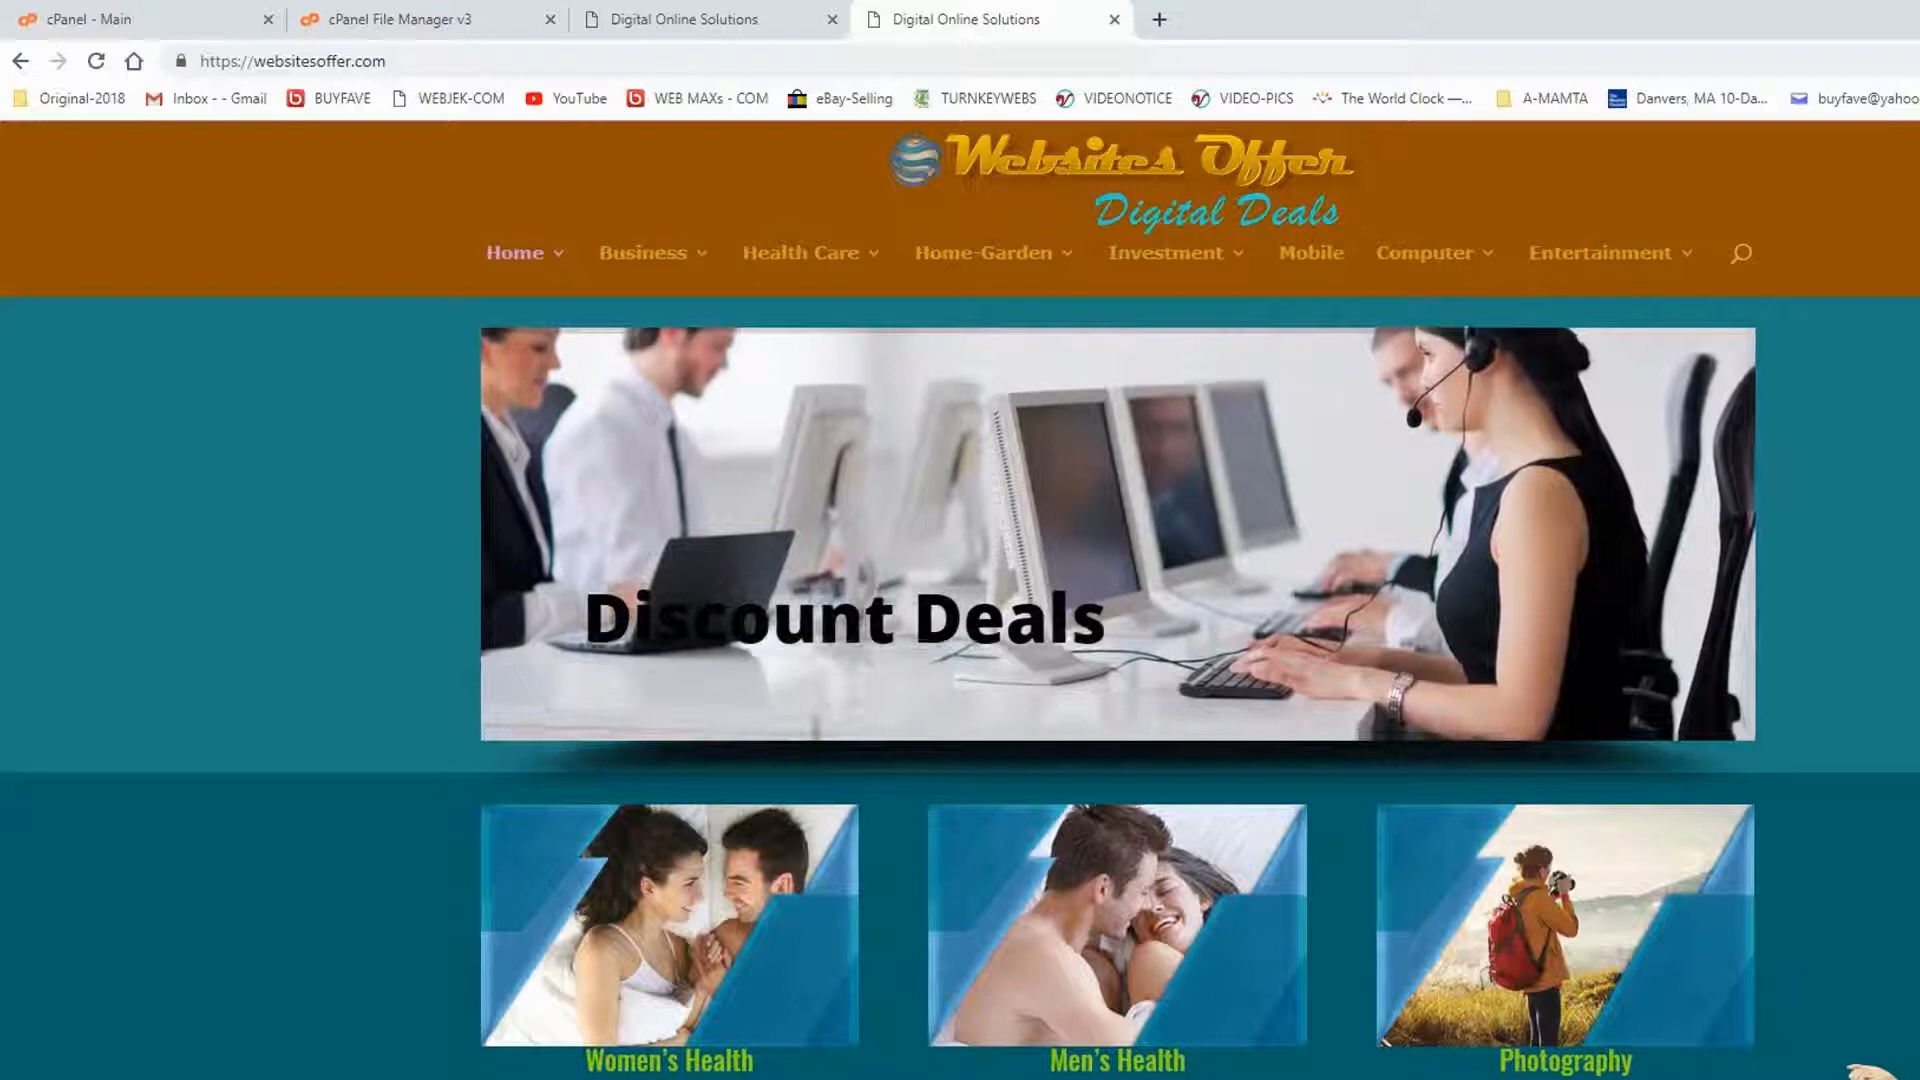 cPanel - Main
cPanel File Manager v3
Digital Online Solutions
Digital Online Solutions
https://websitesoffer.com
Original-2018
Inbox - - Gmail
BUYFAVE
WEBJEK-COM
YouTube
WEB MAXs - COM
eBay-Selling
TURNKEYWEBS
VIDEONOTICE
VIDEO-PICS
The World Clock —...
A-MAMTA
Danvers, MA 10-Da...
buyfave@yahoo
Websites Offer
Digital Deals
Home
Business
Health Care
Home-Garden
Investment
Mobile
Computer
Entertainment
Discount Deals
Women's Health
Men's Health
Photography